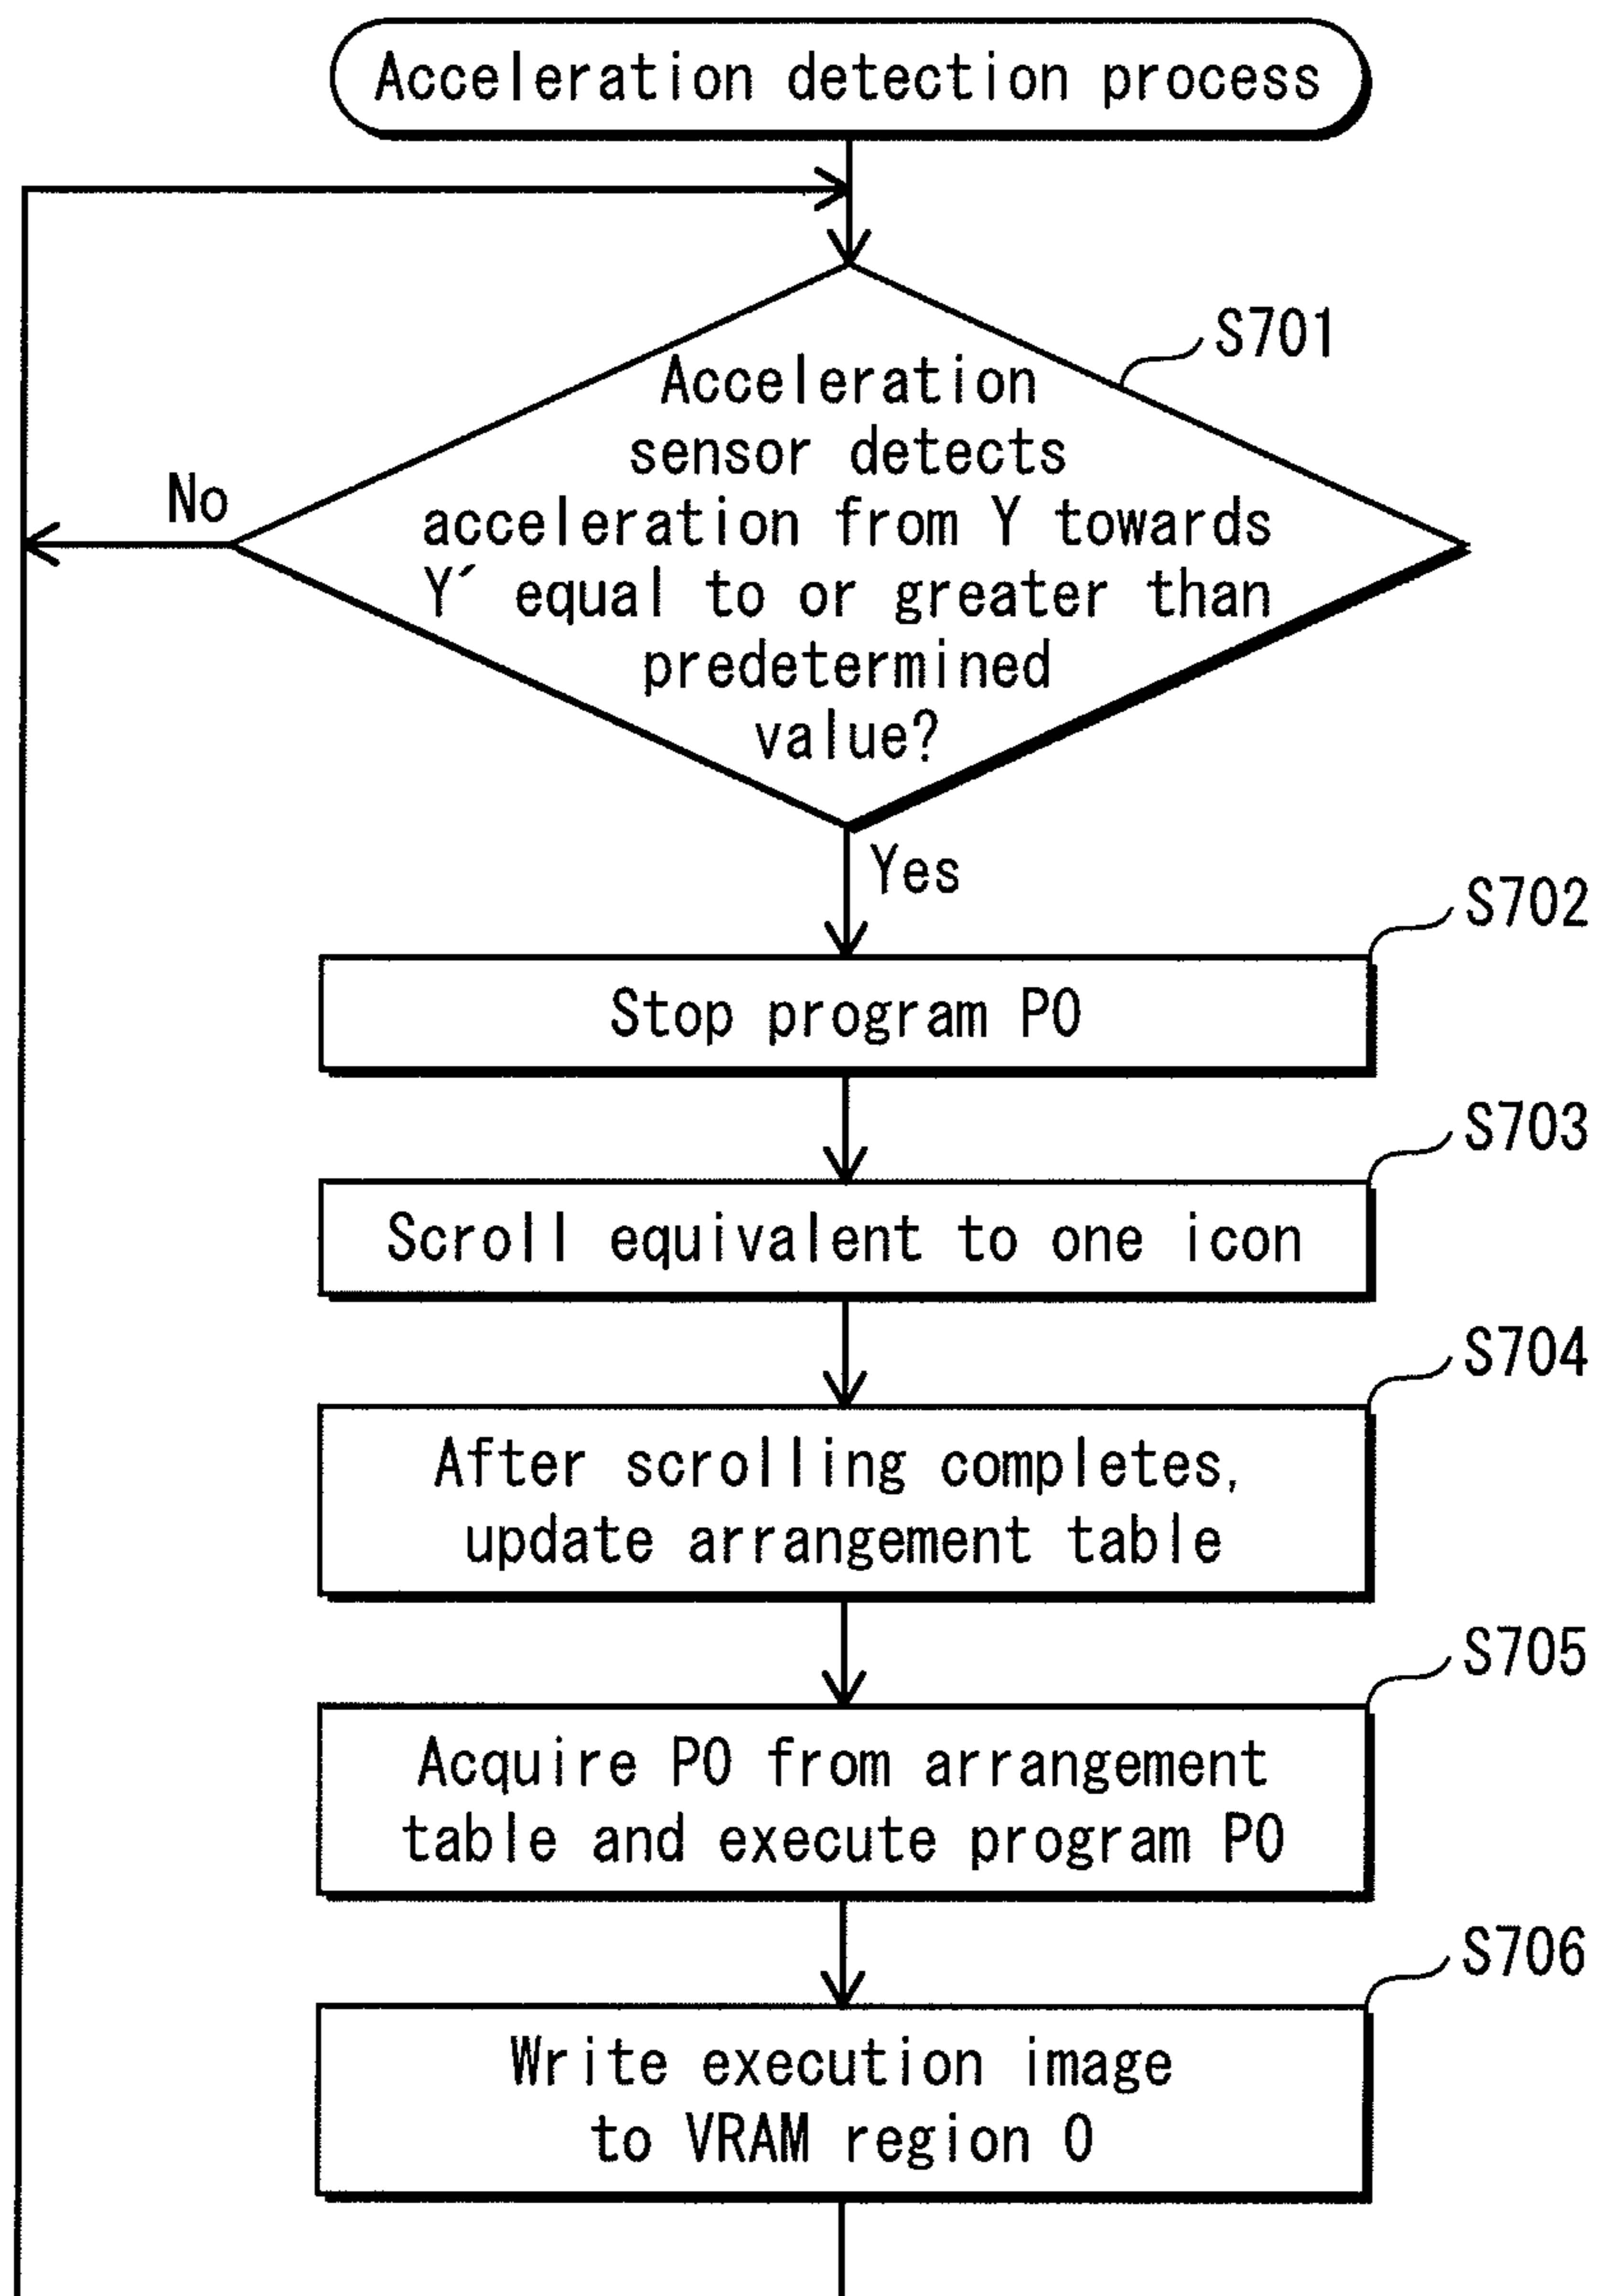 Acceleration detection process
S701
Acceleration
sensor detects
acceleration from Y towards
Y´ equal to or greater than
predetermined
value?
No
Yes
S702
Stop program P0
S703
Scroll equivalent to one icon
S704
After scrolling completes,
update arrangement table
S705
Acquire P0 from arrangement
table and execute program P0
S706
Write execution image
to VRAM region 0